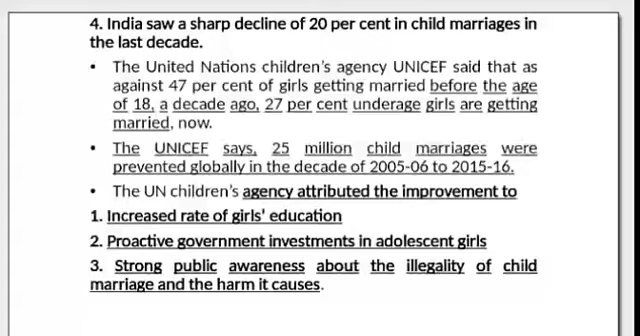 4. India saw a sharp decline of 20 per cent in child marriages in
the last decade.
• The United Nations children's agency UNICEF said that as
against 47 per cent of girls getting married before the age
of 18, a decade ago, 27 per cent underage girls are getting
married, now.
• The UNICEF says, 25 million child marriages were
prevented globally in the decade of 2005-06 to 2015-16.
• The UN children's agency attributed the improvement to
1. Increased rate of girls' education
2. Proactive government investments in adolescent girls
3. Strong public awareness about the illegality of child
marriage and the harm it causes.